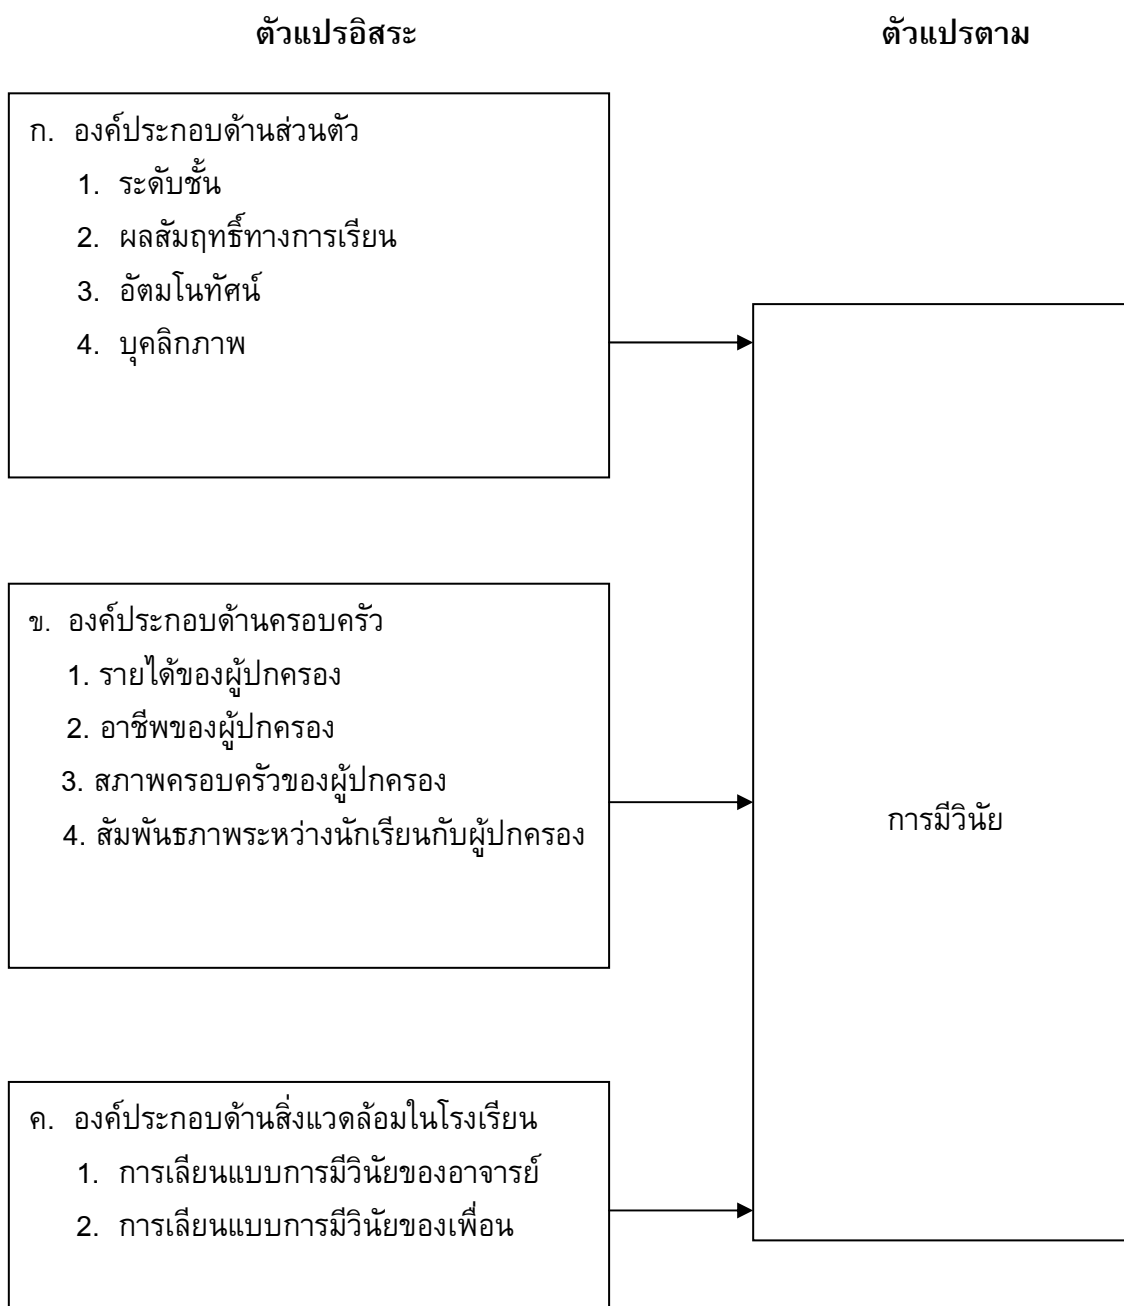 ตัวแปรอิสระ ตัวแปรตาม
ก. องค์ประกอบด้านส่วนตัว
1. ระดับชั้น
2. ผลสัมฤทธิ์ทางการเรียน
3. อัตมโนทัศน์
4. บุคลิกภาพ
ข. องค์ประกอบด้านครอบครัว
1. รายได้ของผู้ปกครอง
2. อาชีพของผู้ปกครอง
3. สภาพครอบครัวของผู้ปกครอง
4. สัมพันธภาพระหว่างนักเรียนกับผู้ปกครอง
ค. องค์ประกอบด้านสิ่งแวดล้อมในโรงเรียน
1. การเลียนแบบการมีวินัยของอาจารย์
2. การเลียนแบบการมีวินัยของเพื่อน
การมีวินัย